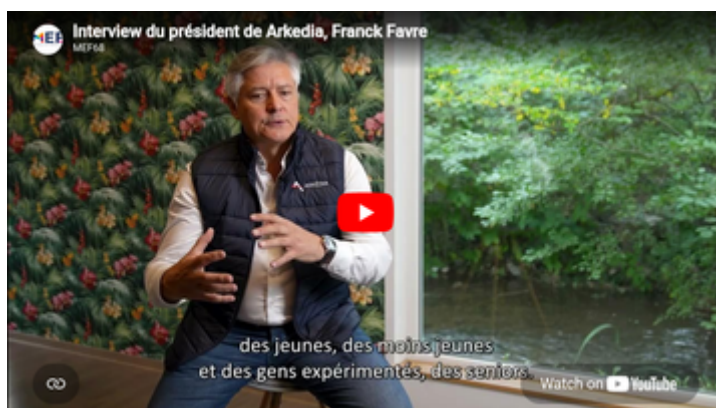 Interview du président de Arkedia, Franck Favre
MEF68
des jeunes, des moins jeunes
et des gens expérimentés, des seniors.
Watch on YouTube